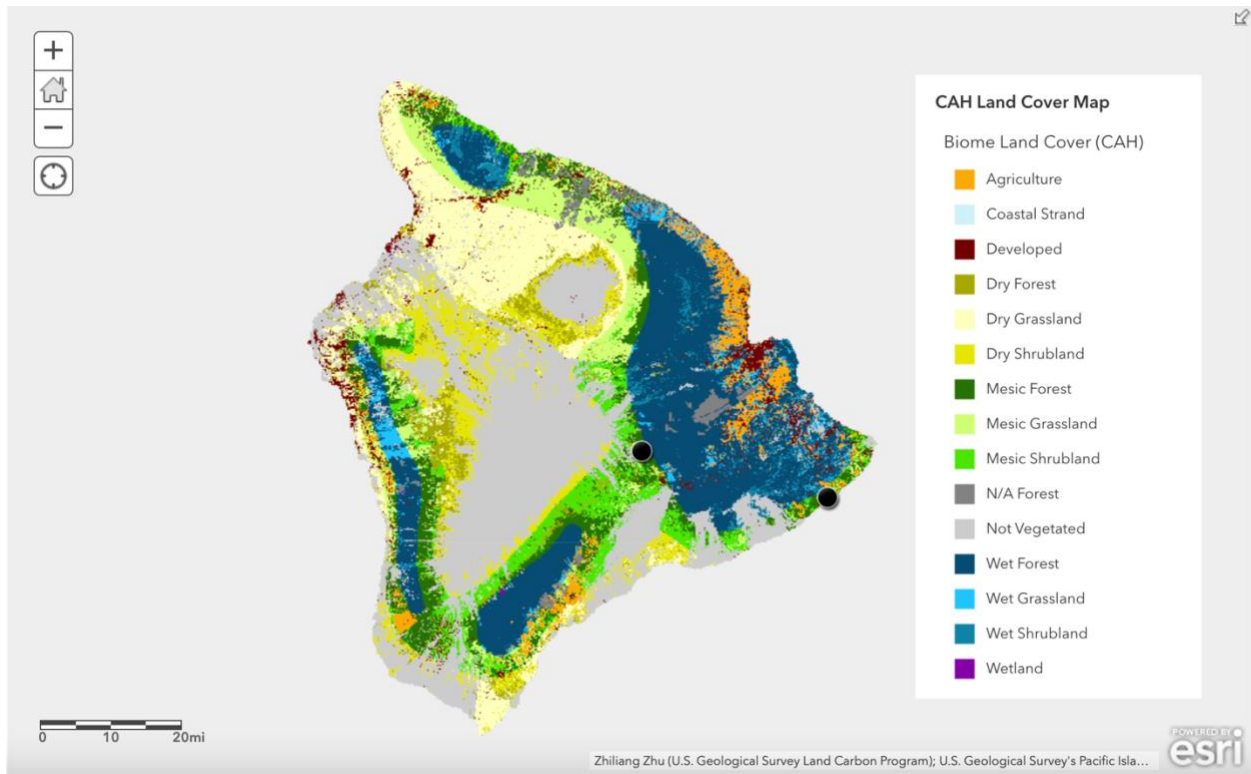 +
−
CAH Land Cover Map
Biome Land Cover (CAH)
Agriculture
Coastal Strand
Developed
Dry Forest
Dry Grassland
Dry Shrubland
Mesic Forest
Mesic Grassland
Mesic Shrubland
N/A Forest
Not Vegetated
Wet Forest
Wet Grassland
Wet Shrubland
Wetland
0 10 20mi
Zhiliang Zhu (U.S. Geological Survey Land Carbon Program); U.S. Geological Survey's Pacific Isla...
POWERED BY
esri